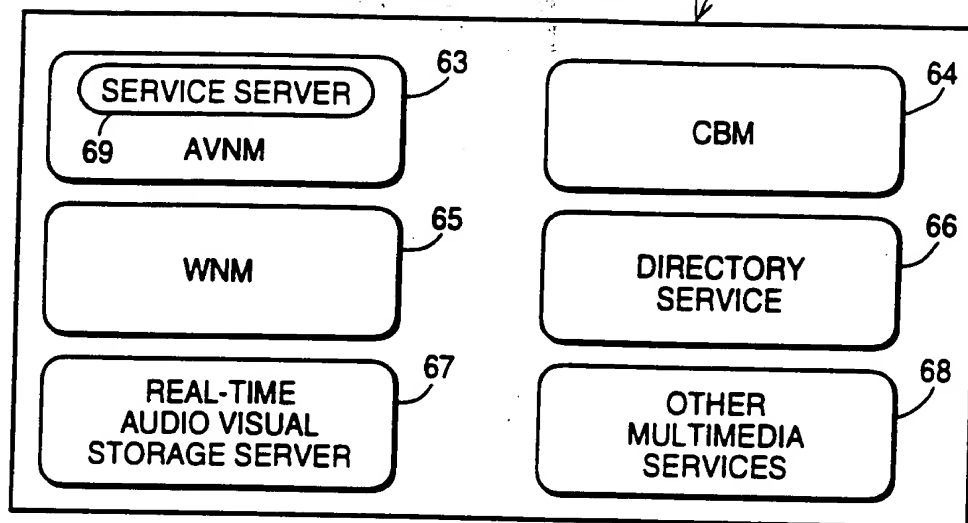 SERVICE SERVER
63
69
AVNM
CBM
64
WNM
65
DIRECTORY
SERVICE
66
REAL-TIME
AUDIO VISUAL
STORAGE SERVER
67
OTHER
MULTIMEDIA
SERVICES
68